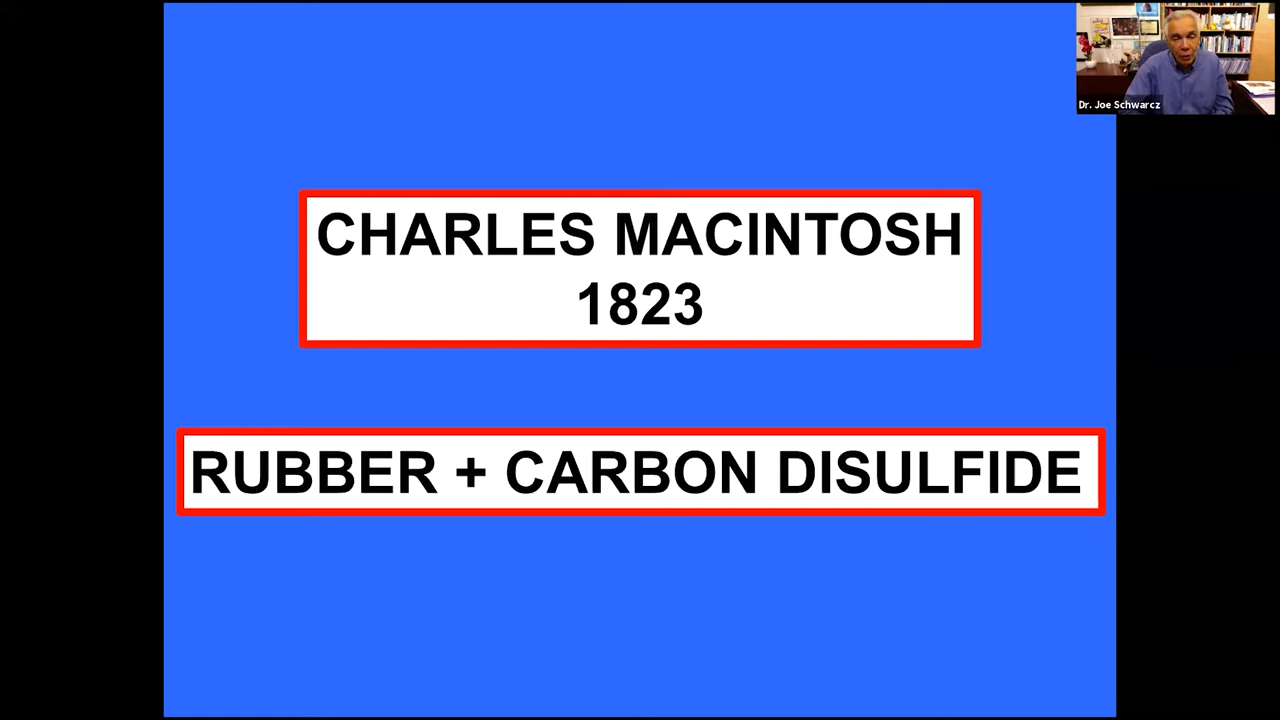 Dr. Joe Schwarcz
CHARLES MACINTOSH
1823
RUBBER + CARBON DISULFIDE